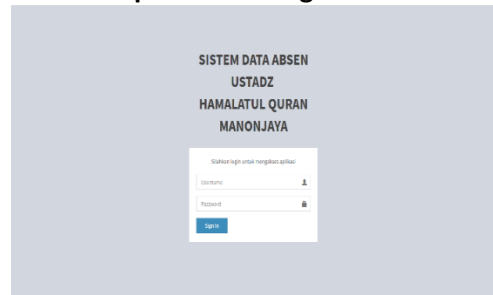 SISTEM DATA ABSEN
USTADZ
HAMALATUL QURAN
MANONJAYA
Silahkan login untuk mengakses aplikasi
Username
Password
Sign In